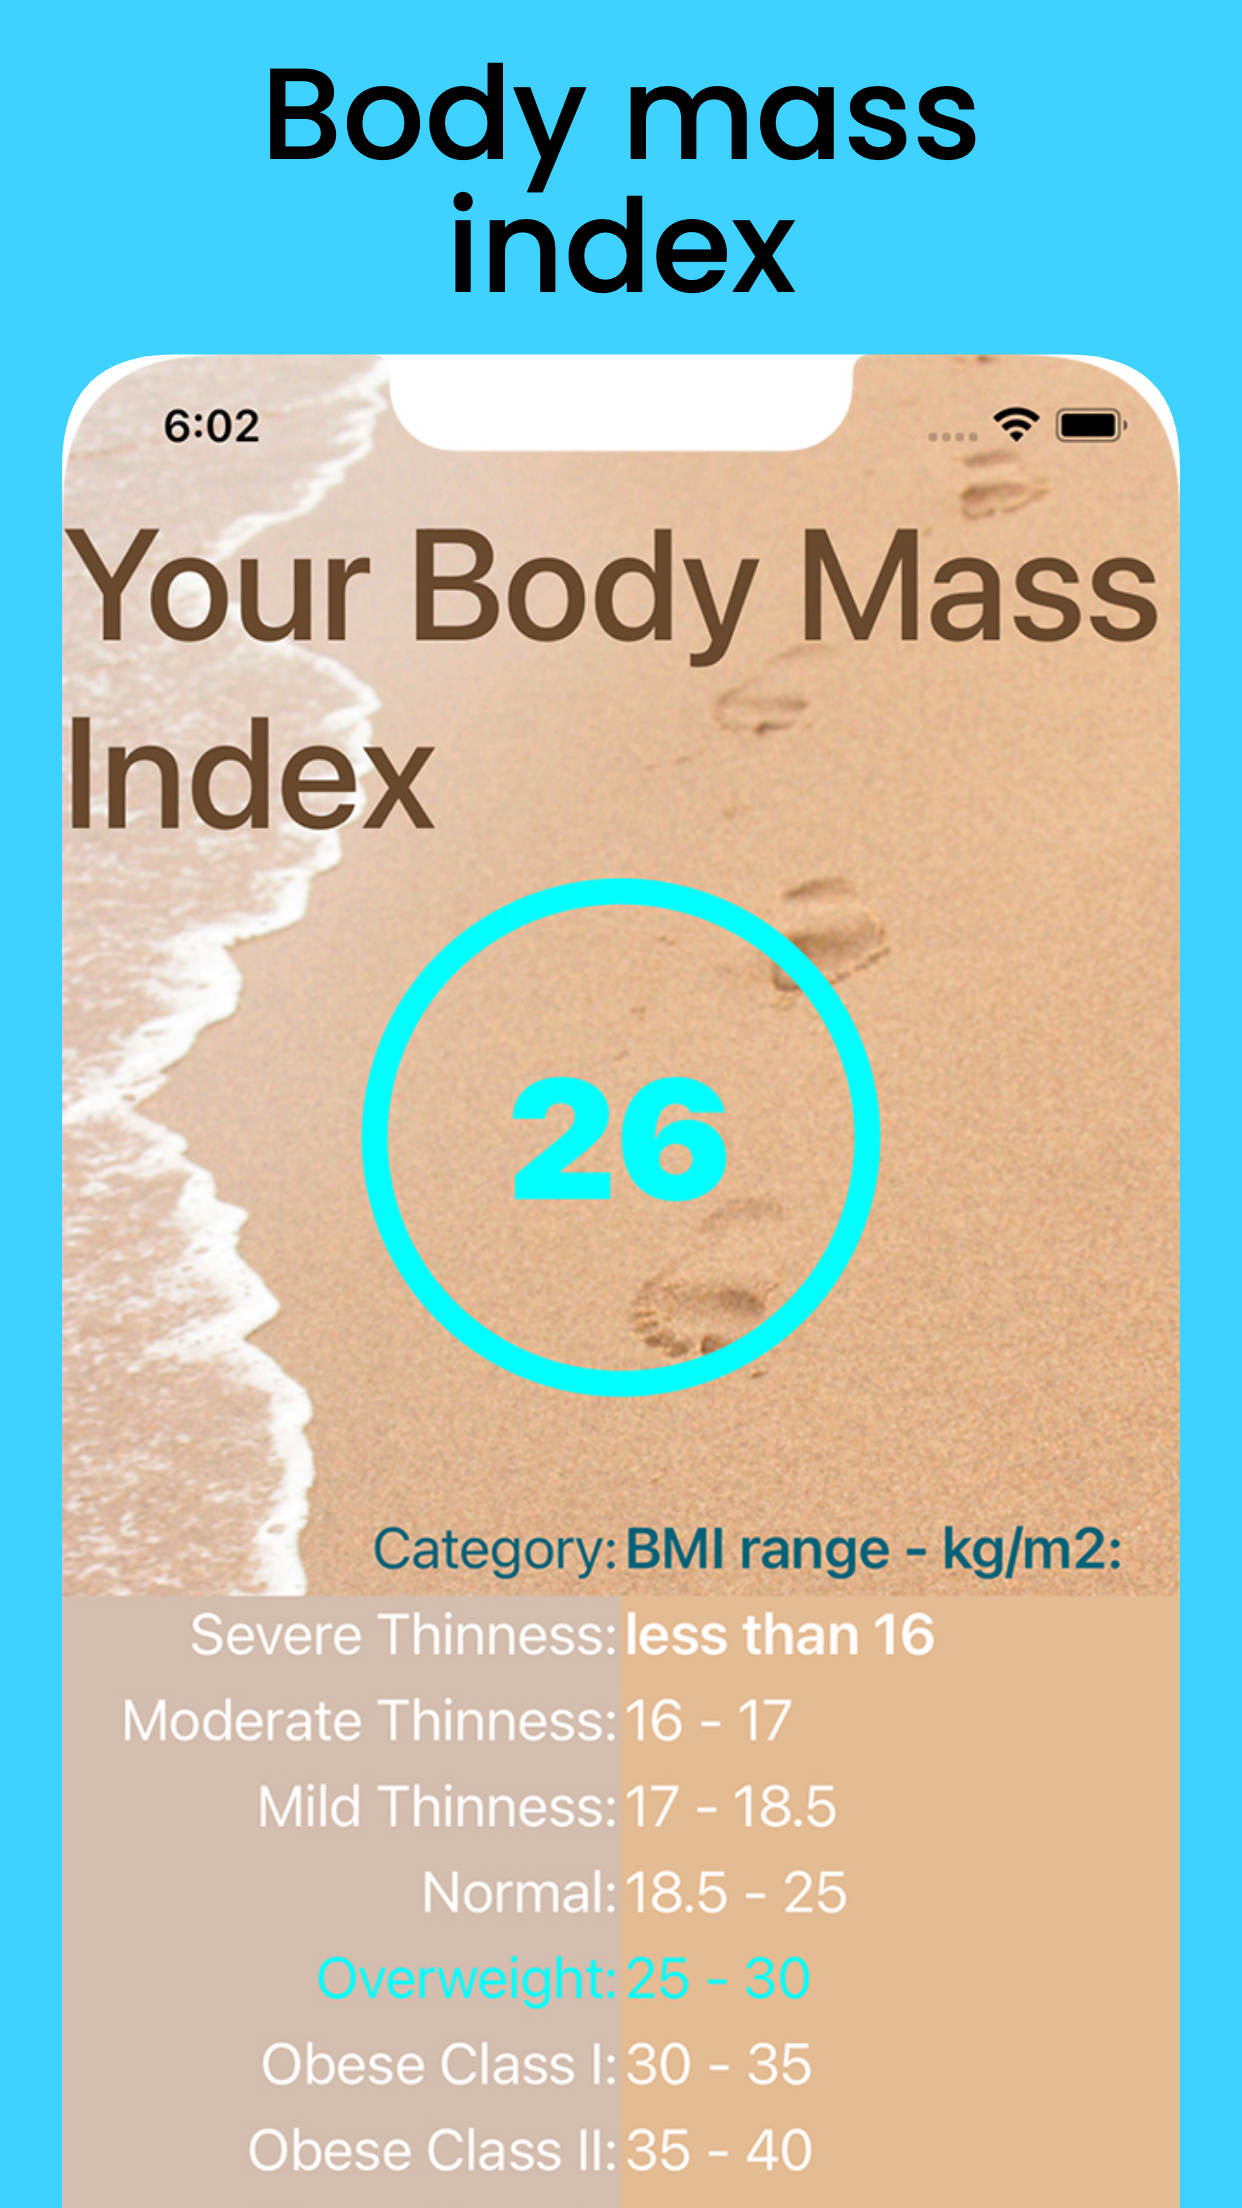 Body mass
index
6:02
Your Body Mass
Index
26
Category: BMI range - kg/m2:
Severe Thinness: less than 16
Moderate Thinness: 16 - 17
Mild Thinness: 17 - 18.5
Normal: 18.5 - 25
Overweight: 25 - 30
Obese Class I: 30 - 35
Obese Class II: 35 - 40